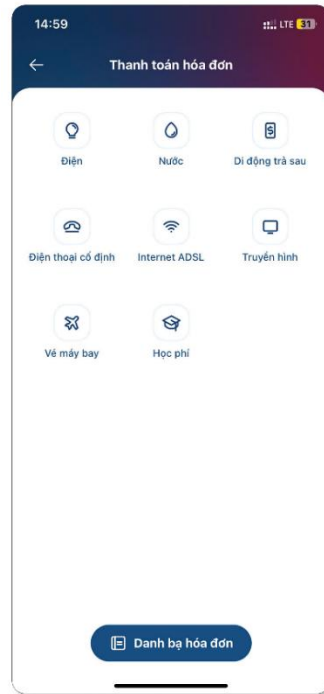 14:59
LTE 31
Thanh toán hóa đơn
Điện
Nước
Di động trả sau
Điện thoại cố định
Internet ADSL
Truyền hình
Vé máy bay
Học phí
Danh bạ hóa đơn